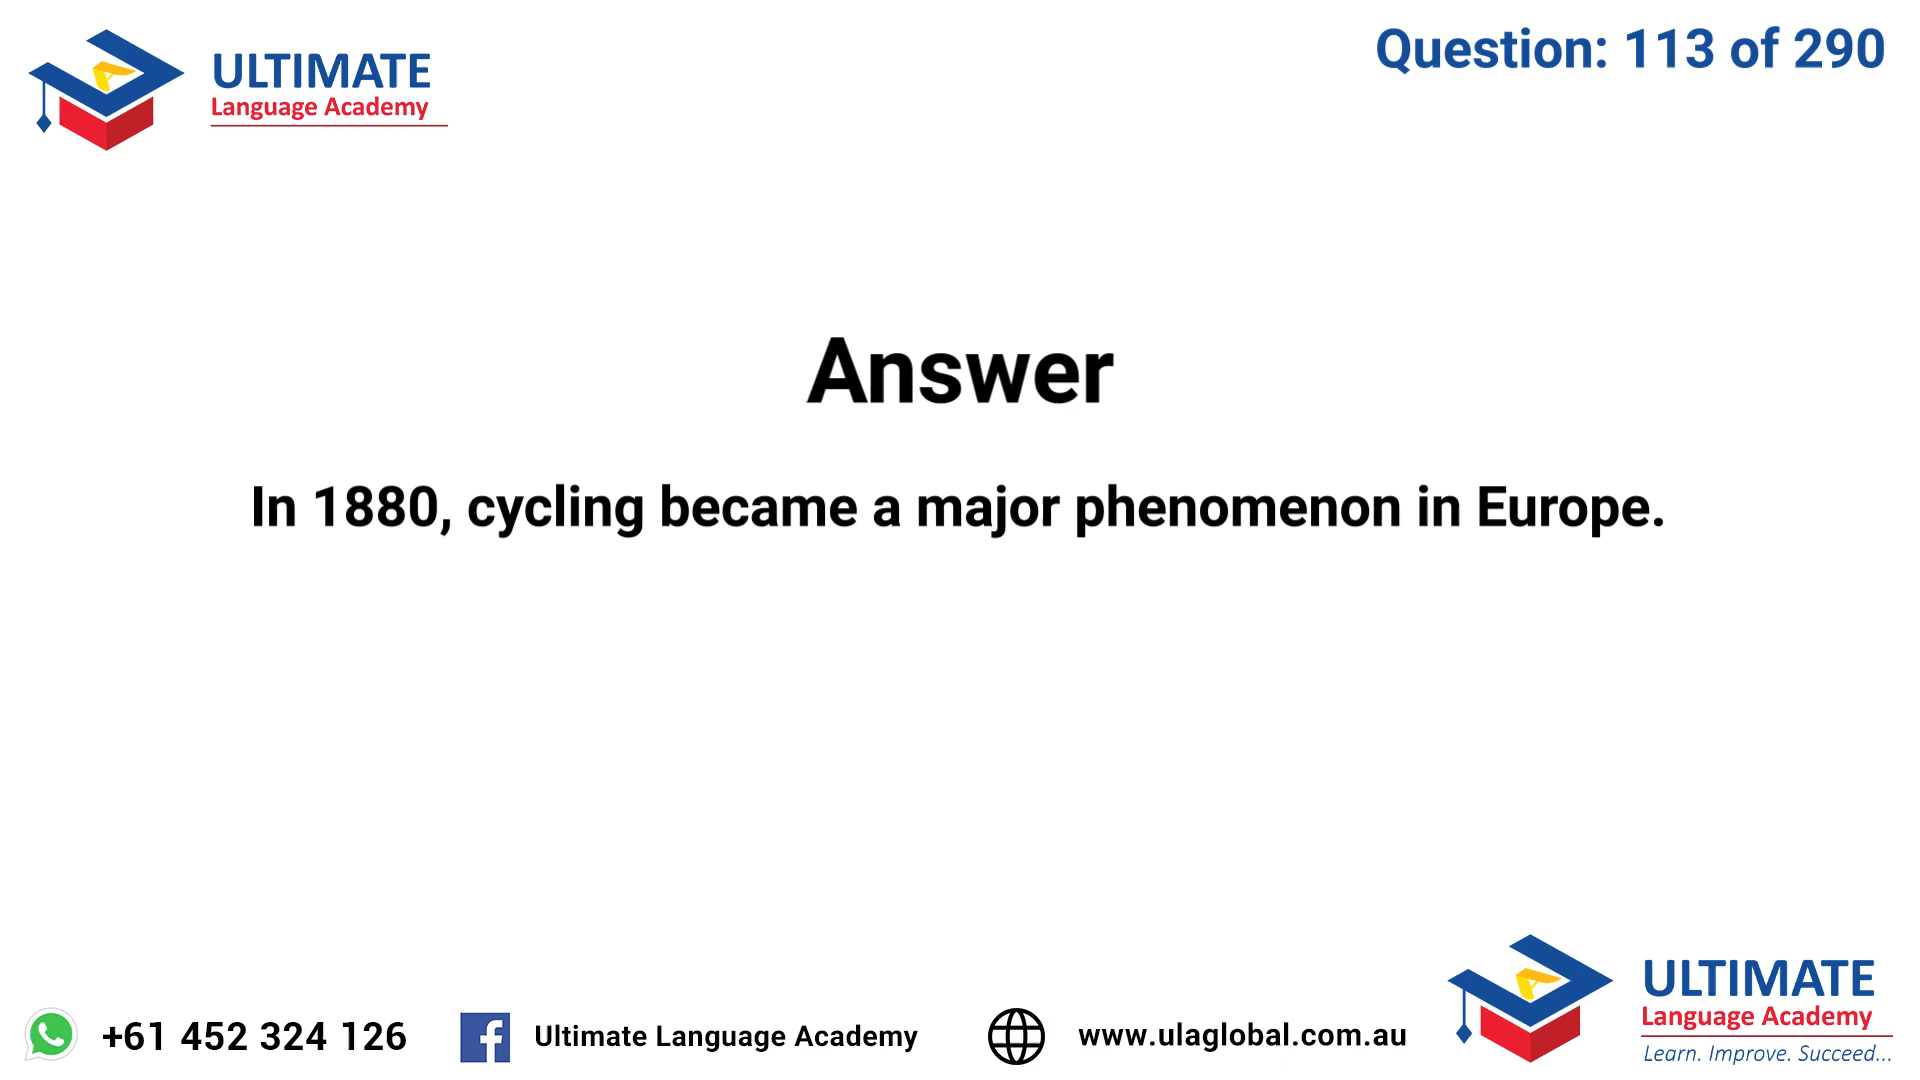 ULTIMATE
Language Academy
Question: 113 of 290
Answer
In 1880, cycling became a major phenomenon in Europe.
+61 452 324 126
Ultimate Language Academy
www.ulaglobal.com.au
ULTIMATE
Language Academy
Learn. Improve. Succeed...